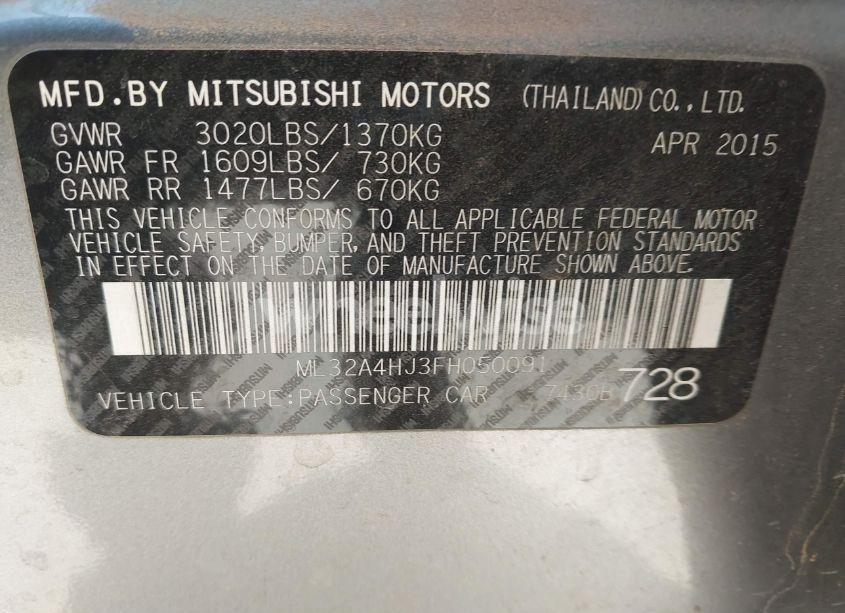 MFD.BY MITSUBISHI MOTORS (THAILAND) CO.,LTD.
GVWR 3020LBS/1370KG APR 2015
GAWR FR 1609LBS/ 730KG
GAWR RR 1477LBS/ 670KG
THIS VEHICLE CONFORMS TO ALL APPLICABLE FEDERAL MOTOR
VEHICLE SAFETY, BUMPER, AND THEFT PREVENTION STANDARDS
IN EFFECT ON THE DATE OF MANUFACTURE SHOWN ABOVE.
ML32A4HJ3FH050091
VEHICLE TYPE:PASSENGER CAR 728